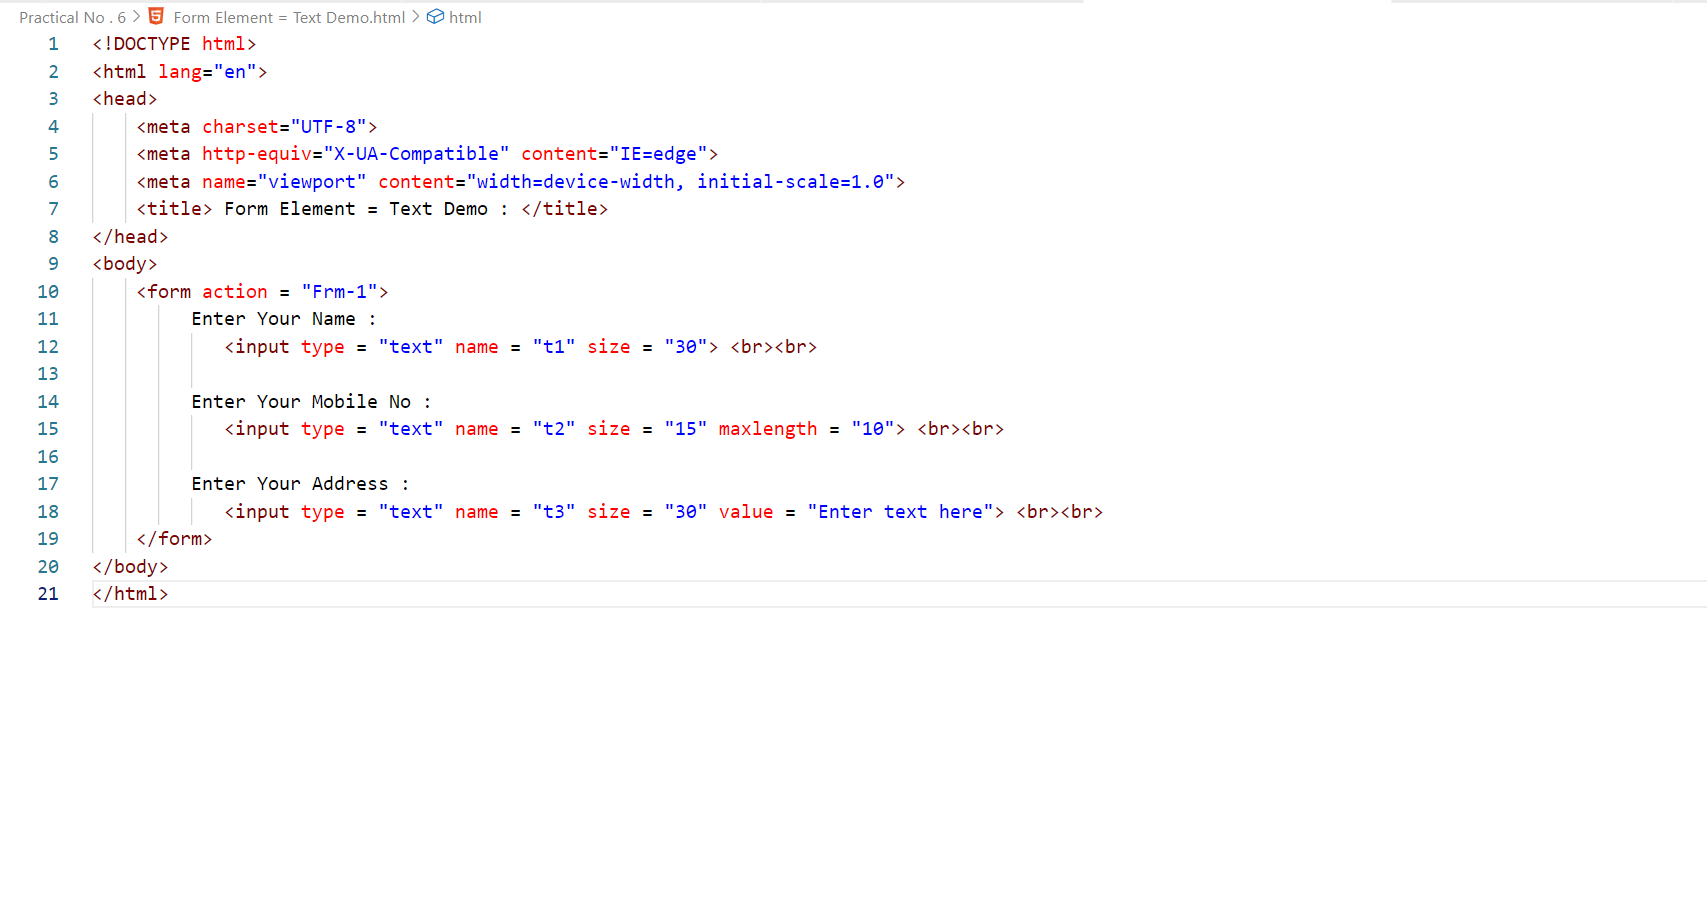 Practical No . 6 > Form Element = Text Demo.html > html
1 <!DOCTYPE html>
2 <html lang="en">
3 <head>
4     <meta charset="UTF-8">
5     <meta http-equiv="X-UA-Compatible" content="IE=edge">
6     <meta name="viewport" content="width=device-width, initial-scale=1.0">
7     <title> Form Element = Text Demo : </title>
8 </head>
9 <body>
10     <form action = "Frm-1">
11          Enter Your Name :
12             <input type = "text" name = "t1" size = "30"> <br><br>
13
14          Enter Your Mobile No :
15             <input type = "text" name = "t2" size = "15" maxlength = "10"> <br><br>
16
17          Enter Your Address :
18             <input type = "text" name = "t3" size = "30" value = "Enter text here"> <br><br>
19     </form>
20 </body>
21 </html>